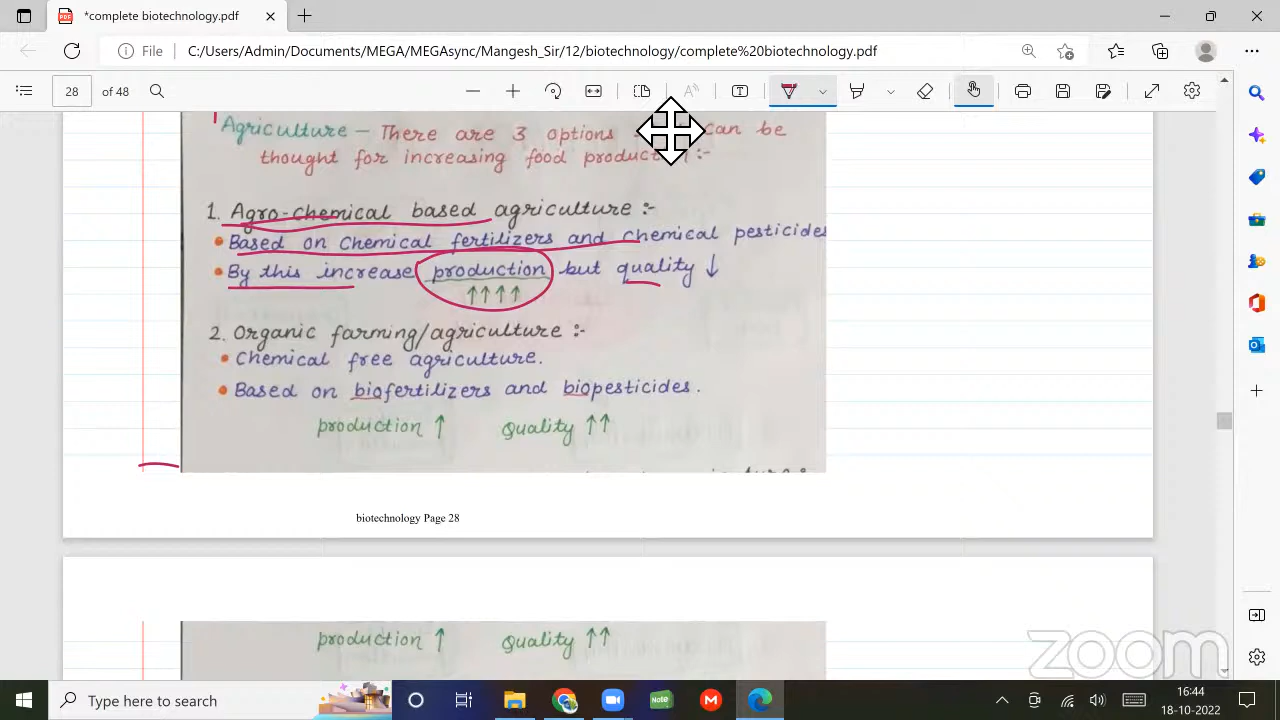 *complete biotechnology.pdf
File
C:/Users/Admin/Documents/MEGA/MEGAsync/Mangesh_Sir/12/biotechnology/complete%20biotechnology.pdf
28 of 48
Agriculture – There are 3 options can be
thought for increasing food :-
1. Agro-chemical based agriculture :-
• Based on chemical fertilizers and chemical pesticides
• By this increase production but quality ↓
↑↑↑↑
2. Organic farming/agriculture :-
• Chemical free agriculture.
• Based on biofertilizers and biopesticides.
production ↑ Quality ↑↑
biotechnology Page 28
production ↑ Quality ↑↑
zoom
Type here to search
Note
16:44
18-10-2022